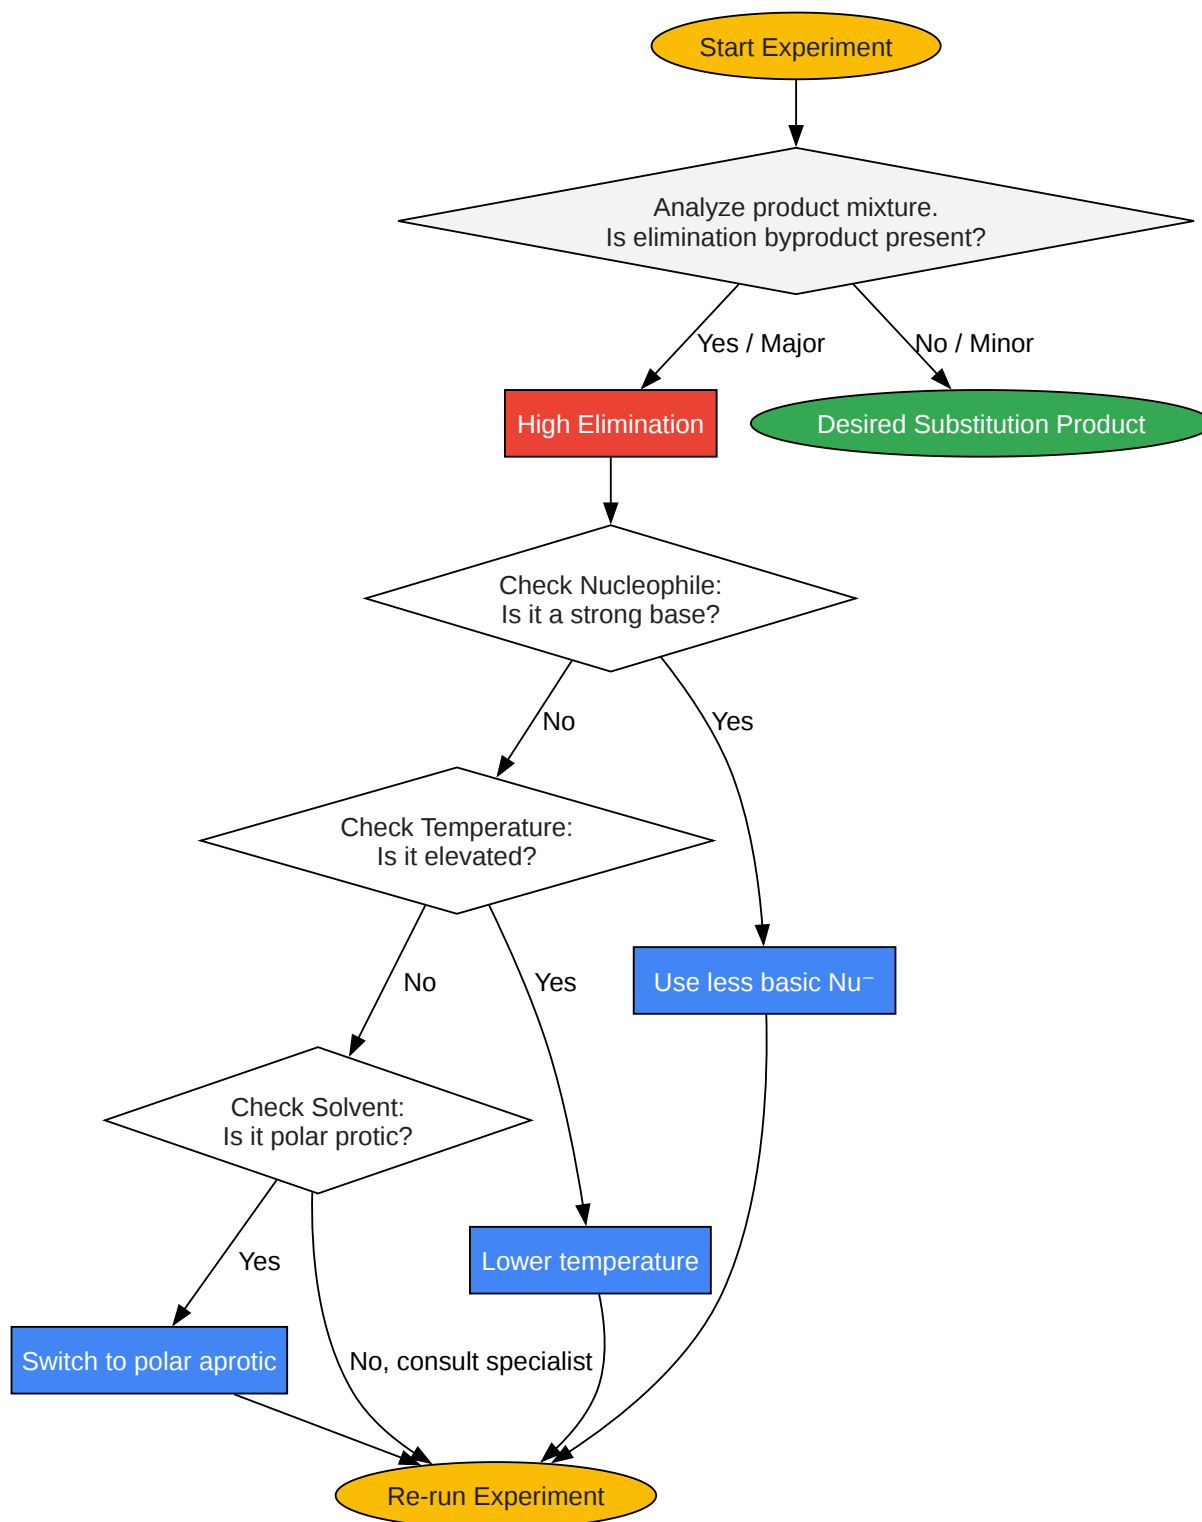 Start Experiment
Analyze product mixture.
Is elimination byproduct present?
Yes / Major
No / Minor
High Elimination
Desired Substitution Product
Check Nucleophile:
Is it a strong base?
No
Yes
Check Temperature:
Is it elevated?
No
Yes
Use less basic Nu⁻
Check Solvent:
Is it polar protic?
Yes
Lower temperature
Switch to polar aprotic
No, consult specialist
Re-run Experiment